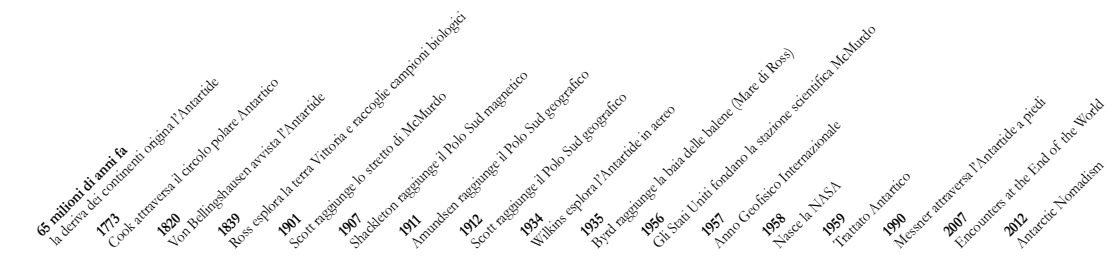 65 milioni di anni fa
la deriva dei continenti origina l'Antartide
1773
Cook attraversa il circolo polare Antartico
1820
Von Bellingshausen avvista l'Antartide
1839
Ross esplora la terra Vittoria e raccoglie campioni biologici
1901
Scott raggiunge lo stretto di McMurdo
1907
Shackleton raggiunge il Polo Sud magnetico
1911
Amundsen raggiunge il Polo Sud geografico
1912
Scott raggiunge il Polo Sud geografico
1934
Wilkins esplora l'Antartide in aereo
1935
Byrd raggiunge la baia delle balene (Mare di Ross)
1956
Gli Stati Uniti fondano la stazione scientifica McMurdo
1957
Anno Geofisico Internazionale
1958
Nasce la NASA
1959
Trattato Antartico
1990
Messner attraversa l'Antartide a piedi
2007
Encounters at the End of the World
2012
Antarctic Nomadism